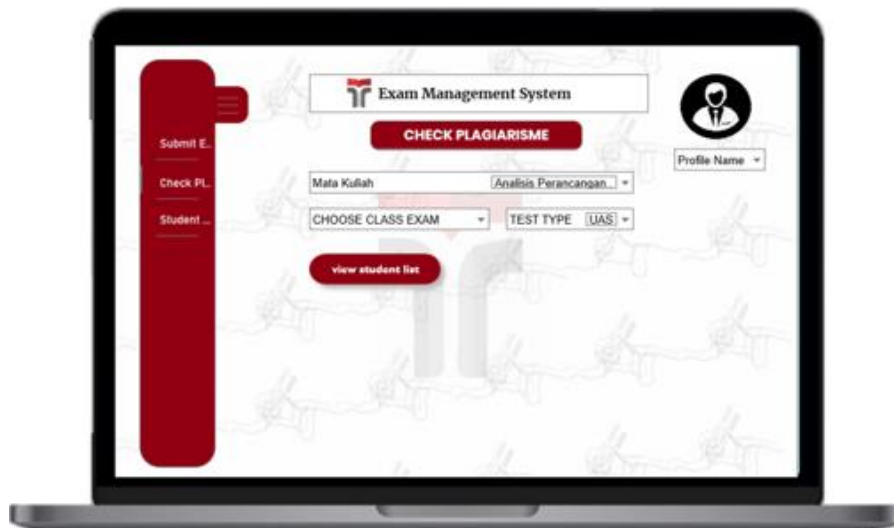 Exam Management System
CHECK PLAGIARISME
Submit E..
Check Pl..
Student ...
Profile Name
Mata Kuliah Analisis Perancangan..
CHOOSE CLASS EXAM TEST TYPE UAS
view student list